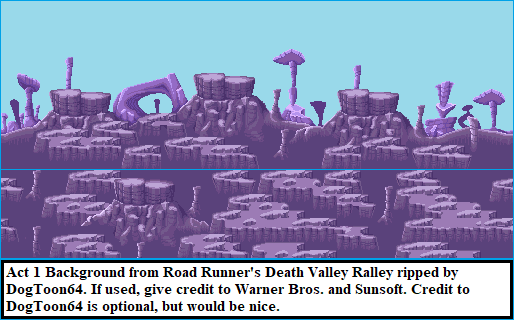 Act 1 Background from Road Runner's Death Valley Ralley ripped by
DogToon64. If used, give credit to Warner Bros. and Sunsoft. Credit to
DogToon64 is optional, but would be nice.